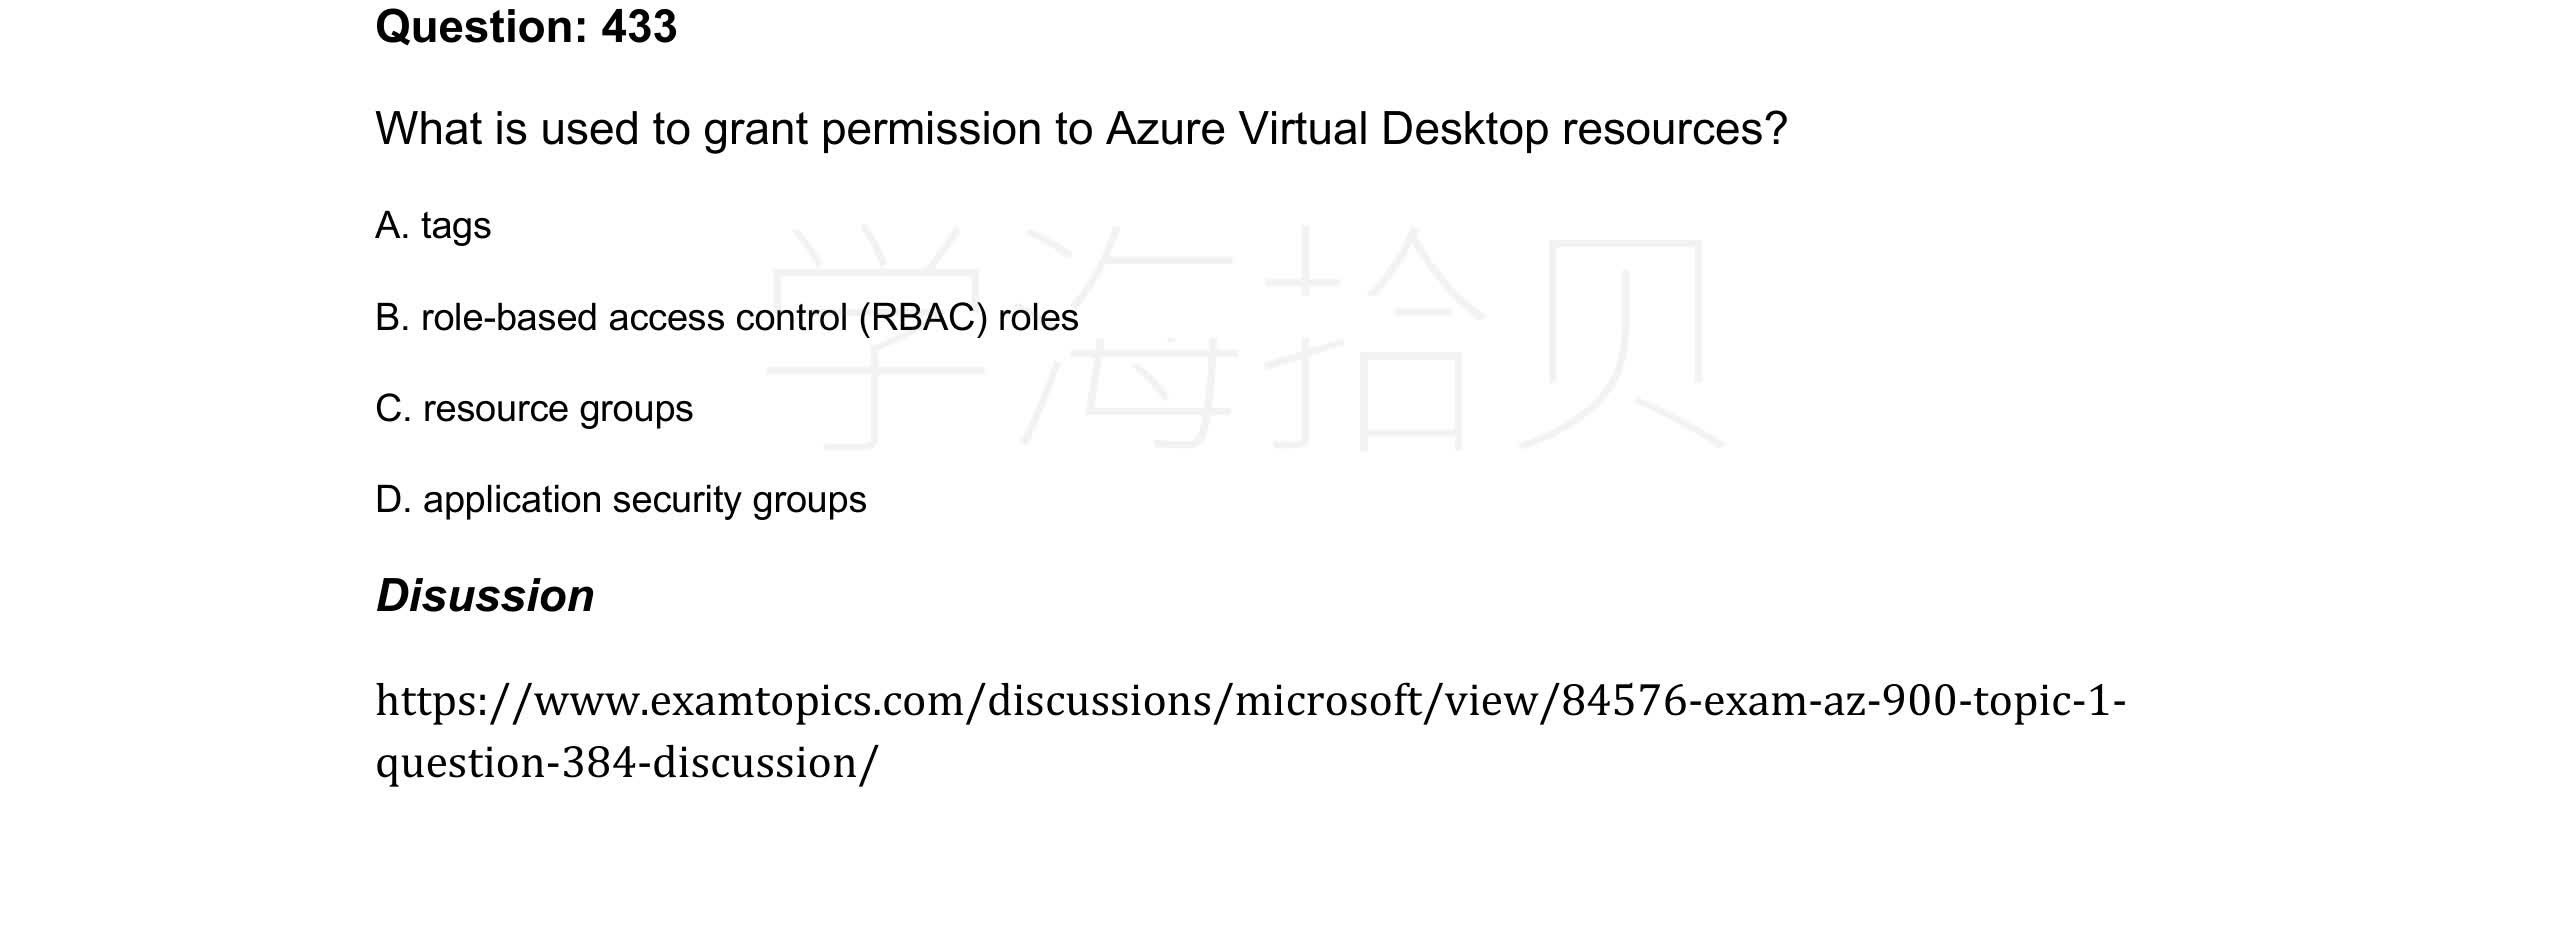 Question: 433
What is used to grant permission to Azure Virtual Desktop resources?
A. tags
B. role-based access control (RBAC) roles
C. resource groups
D. application security groups
学海拾贝
Disussion
https://www.examtopics.com/discussions/microsoft/view/84576-exam-az-900-topic-1-
question-384-discussion/